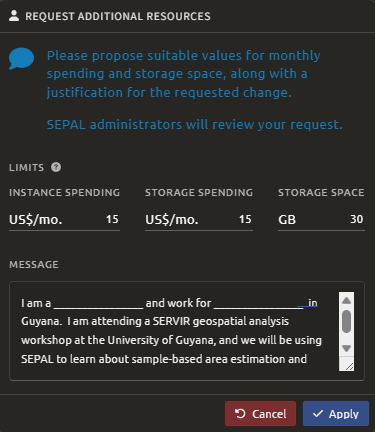 REQUEST ADDITIONAL RESOURCES
Please propose suitable values for monthly
spending and storage space, along with a
justification for the requested change.
SEPAL administrators will review your request.
LIMITS ?
INSTANCE SPENDING STORAGE SPENDING STORAGE SPACE
US$/mo. 15 US$/mo. 15 GB 30
MESSAGE
I am a _________________ and work for _________________ in
Guyana.  I am attending a SERVIR geospatial analysis
workshop at the University of Guyana, and we will be using
SEPAL to learn about sample-based area estimation and
Cancel Apply